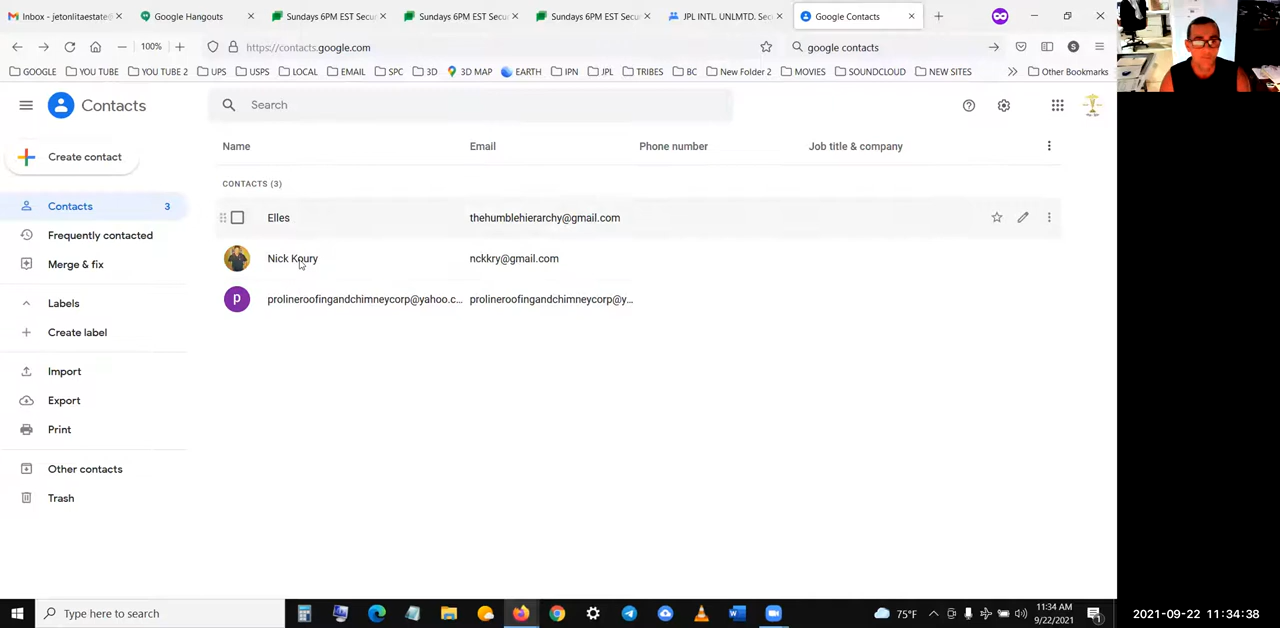 Inbox - jetonlitaestate@
Google Hangouts
Sundays 6PM EST Secur
Sundays 6PM EST Secu
Sundays 6PM EST Secur
JPL INTL. UNLMTD. Sec
Google Contacts
100%
https://contacts.google.com
google contacts
S
GOOGLE
YOU TUBE
YOU TUBE 2
UPS
USPS
LOCAL
EMAIL
SPC
3D
3D MAP
EARTH
IPN
JPL
TRIBES
BC
New Folder 2
MOVIES
SOUNDCLOUD
NEW SITES
Other Bookmarks
Contacts
Search
Create contact
Contacts 3
Frequently contacted
Merge & fix
Labels
Create label
Import
Export
Print
Other contacts
Trash
Name Email Phone number Job title & company
CONTACTS (3)
Elles thehumblehierarchy@gmail.com
Nick Koury nckkry@gmail.com
p prolineroofingandchimneycorp@yahoo.c... prolineroofingandchimneycorp@y...
Type here to search
75°F
11:34 AM
9/22/2021
1
2021-09-22 11:34:38